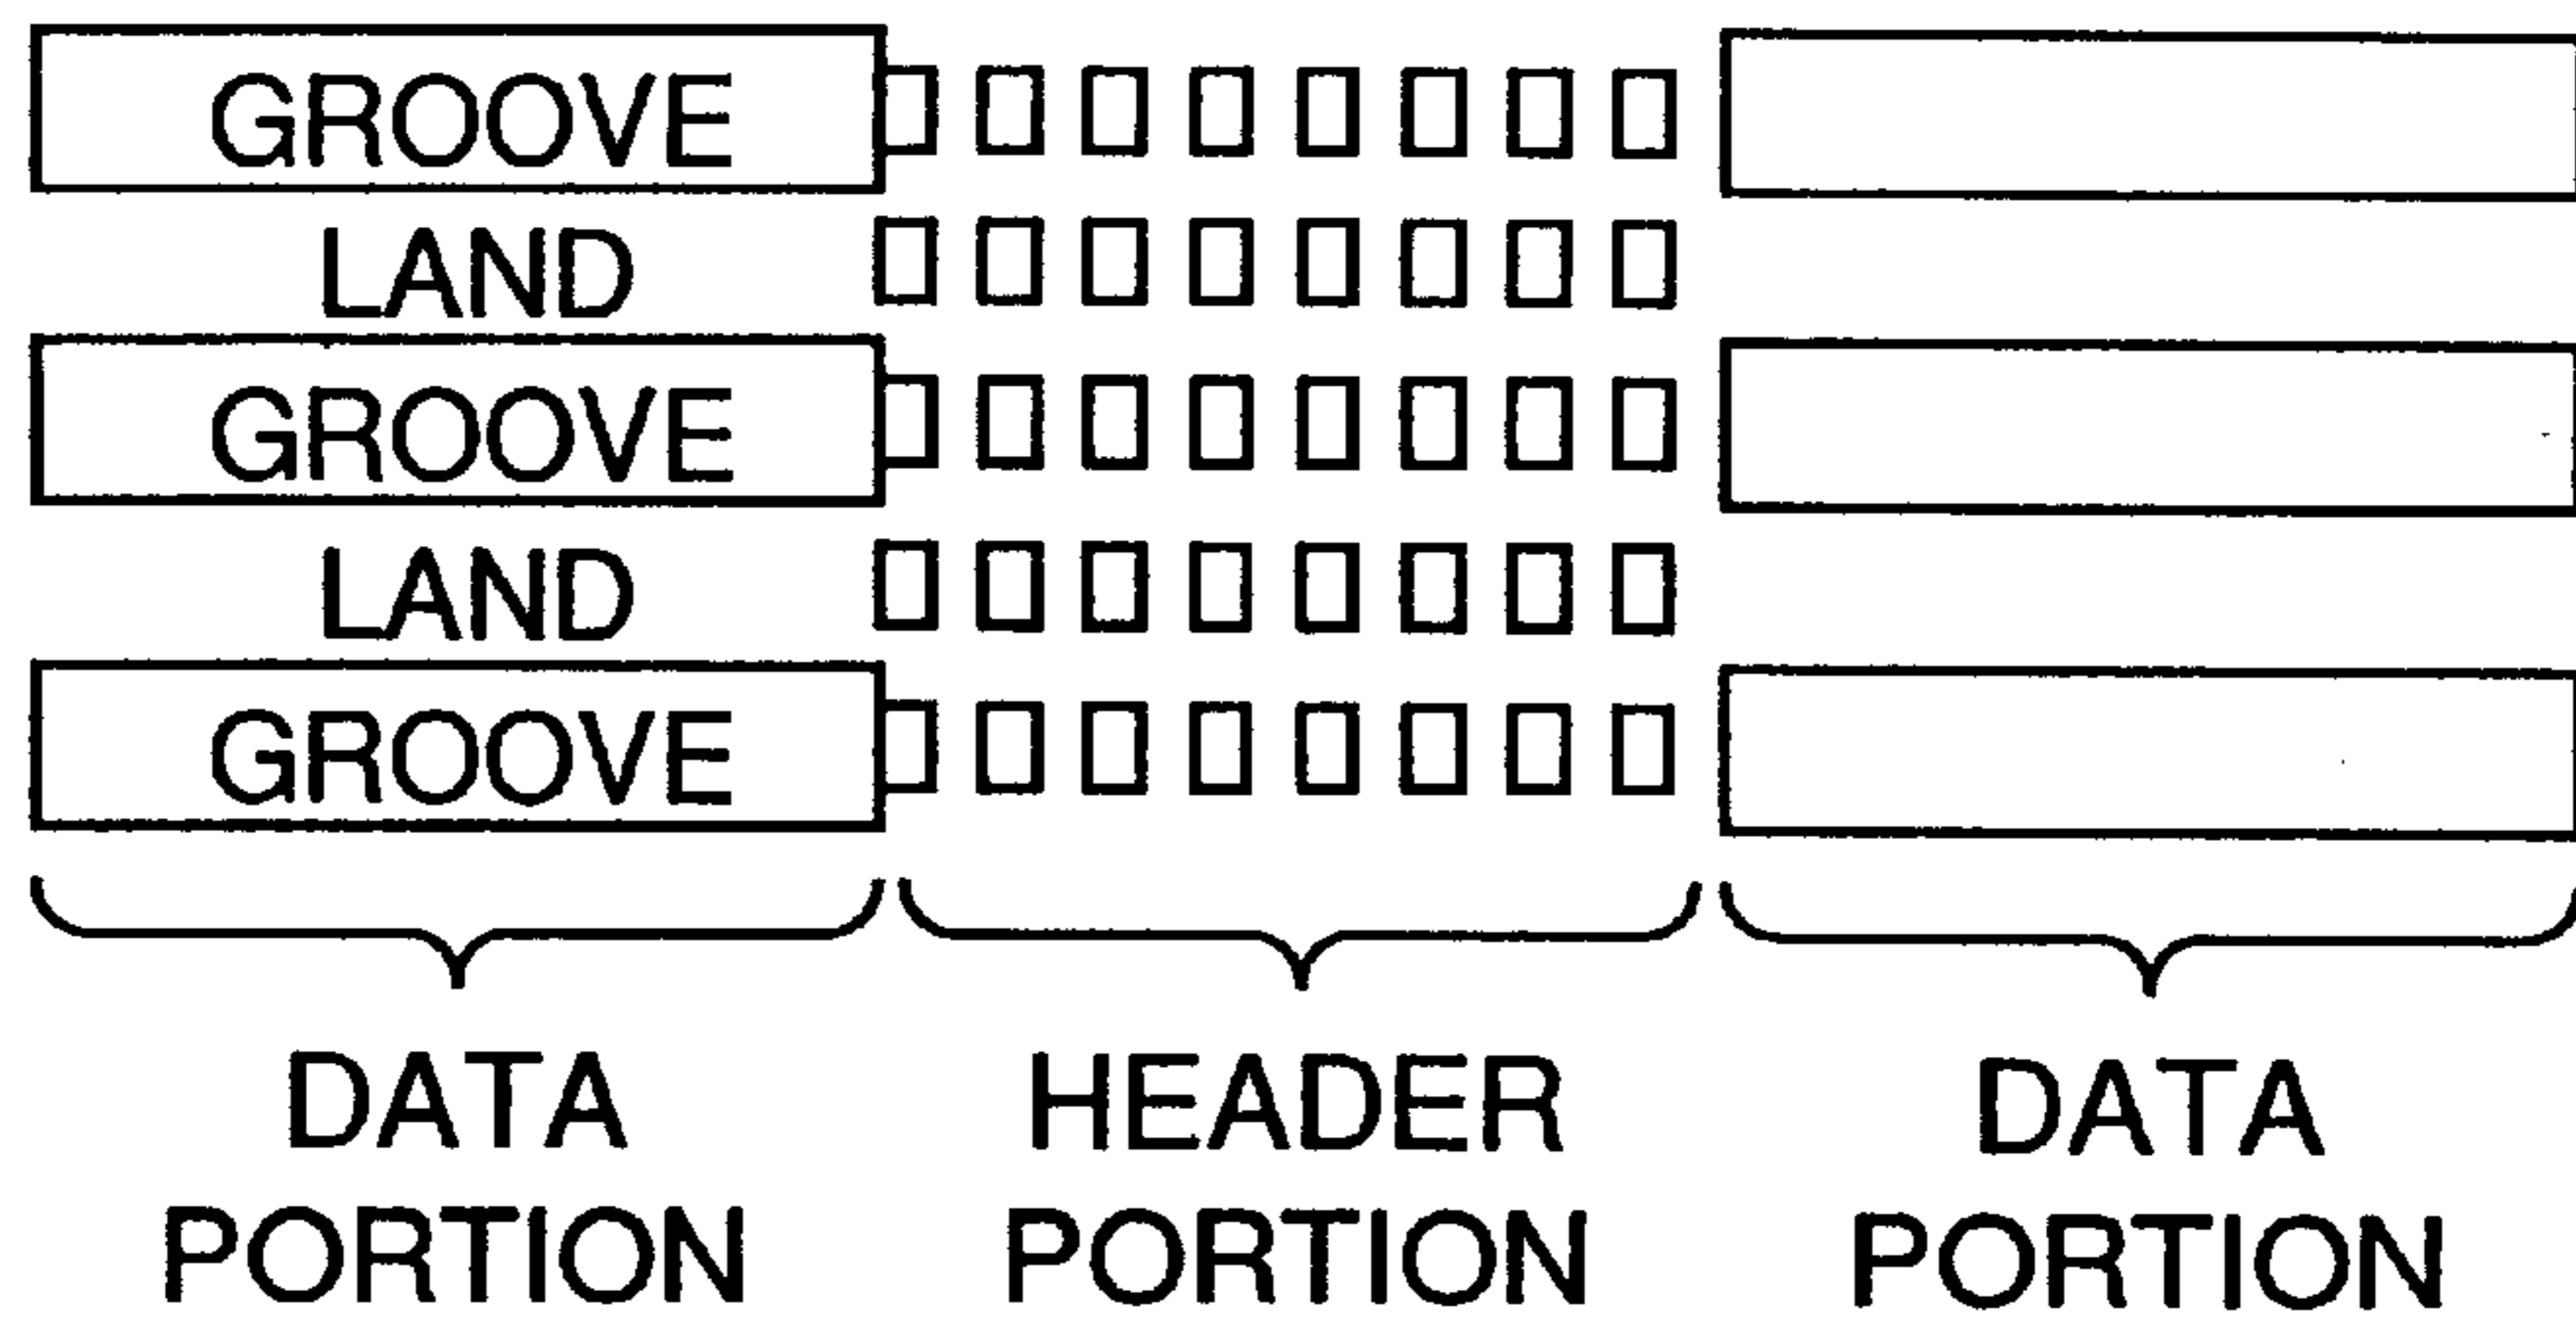 GROOVE
LAND
GROOVE
LAND
GROOVE
DATA PORTION
HEADER PORTION
DATA PORTION